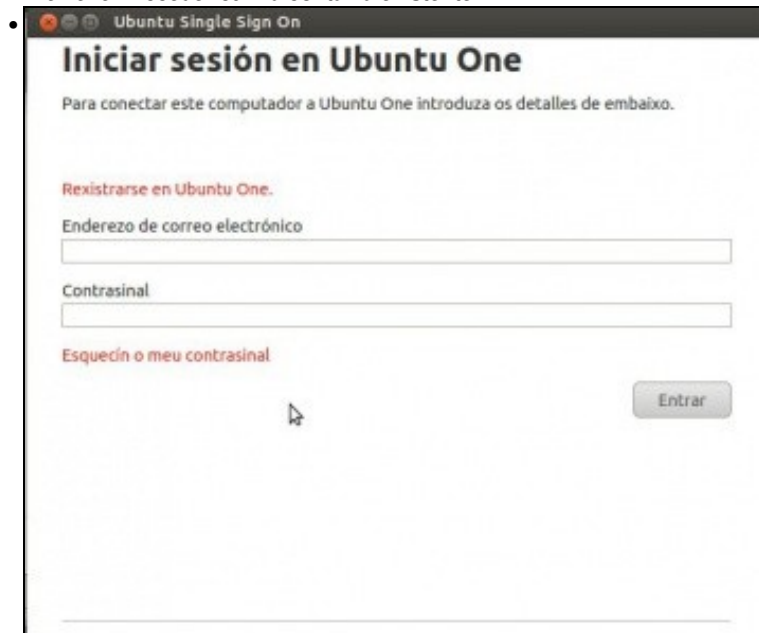 Ubuntu Single Sign On
Iniciar sesión en Ubuntu One
Para conectar este computador a Ubuntu One introduza os detalles de embaixo.
Rexistrarse en Ubuntu One.
Enderezo de correo electrónico
Contrasinal
Esquecín o meu contrasinal
Entrar